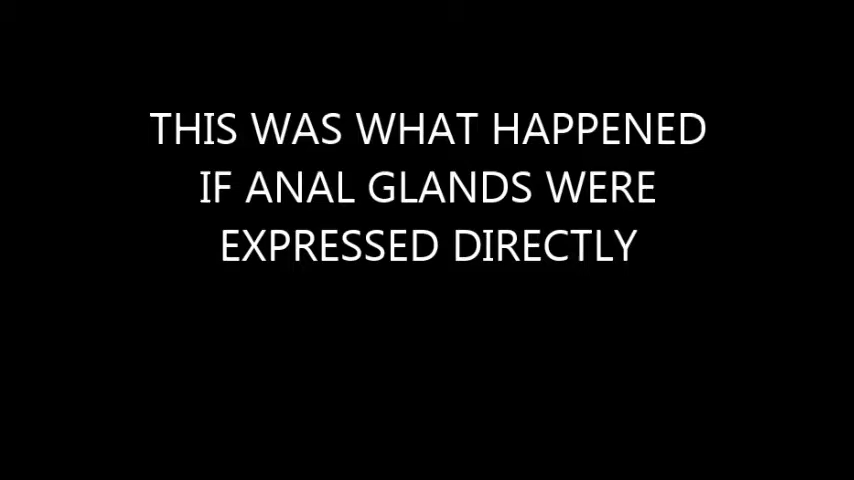 THIS WAS WHAT HAPPENED
IF ANAL GLANDS WERE
EXPRESSED DIRECTLY